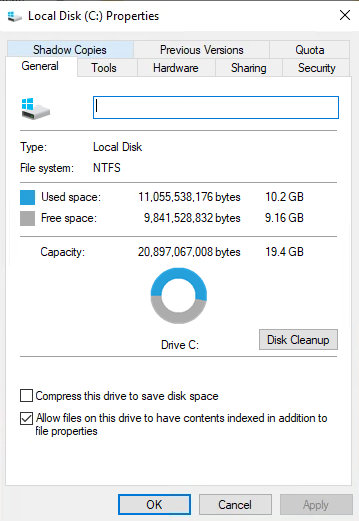 Local Disk (C:) Properties
Shadow Copies Previous Versions Quota
General Tools Hardware Sharing Security
Type: Local Disk
File system: NTFS
Used space: 11,055,538,176 bytes 10.2 GB
Free space: 9,841,528,832 bytes 9.16 GB
Capacity: 20,897,067,008 bytes 19.4 GB
Drive C: Disk Cleanup
Compress this drive to save disk space
Allow files on this drive to have contents indexed in addition to
file properties
OK Cancel Apply